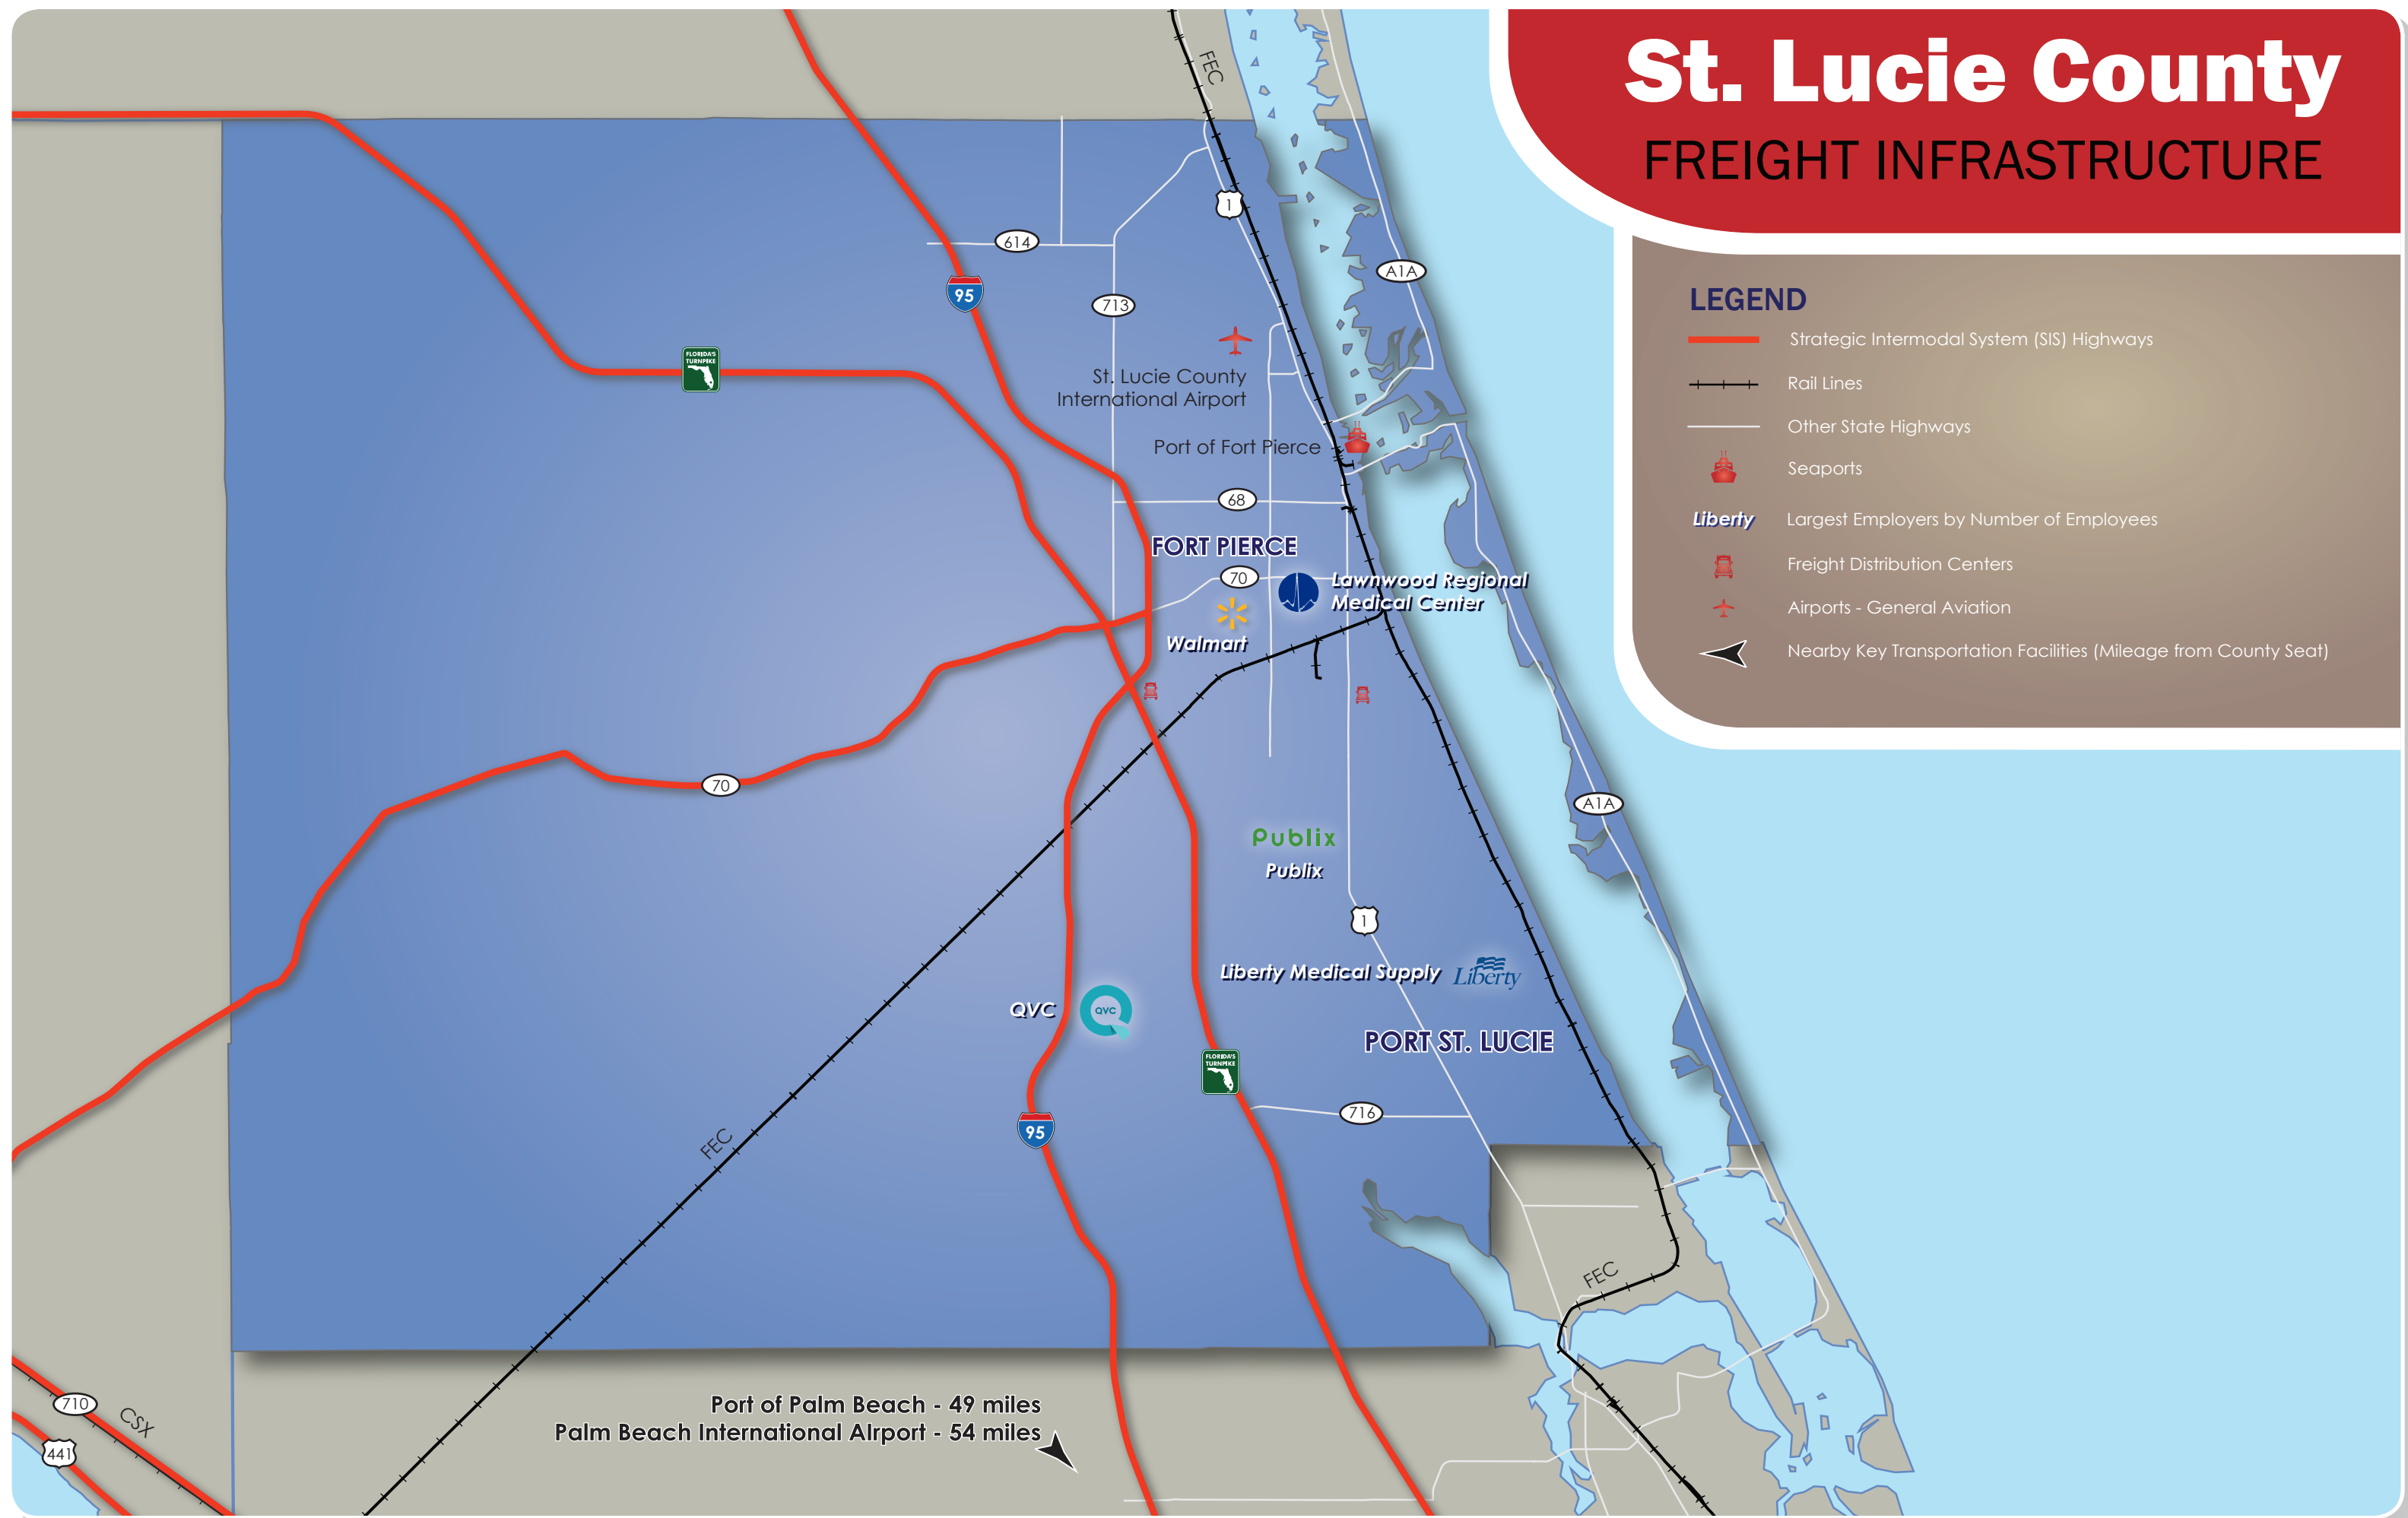 St. Lucie County
FREIGHT INFRASTRUCTURE
LEGEND
Strategic Intermodal System (SIS) Highways
Rail Lines
Other State Highways
Seaports
Liberty
Largest Employers by Number of Employees
Freight Distribution Centers
Airports - General Aviation
Nearby Key Transportation Facilities (Mileage from County Seat)
FEC
1
614
A1A
95
713
FLORIDA'S
TURNPIKE
St. Lucie County
International Airport
Port of Fort Pierce
68
FORT PIERCE
70
Lawnwood Regional
Medical Center
Walmart
70
A1A
Publix
Publix
1
Liberty Medical Supply
Liberty
QVC
QVC
PORT ST. LUCIE
FLORIDA'S
TURNPIKE
716
95
FEC
FEC
710
CSX
441
Port of Palm Beach - 49 miles
Palm Beach International AIrport - 54 miles